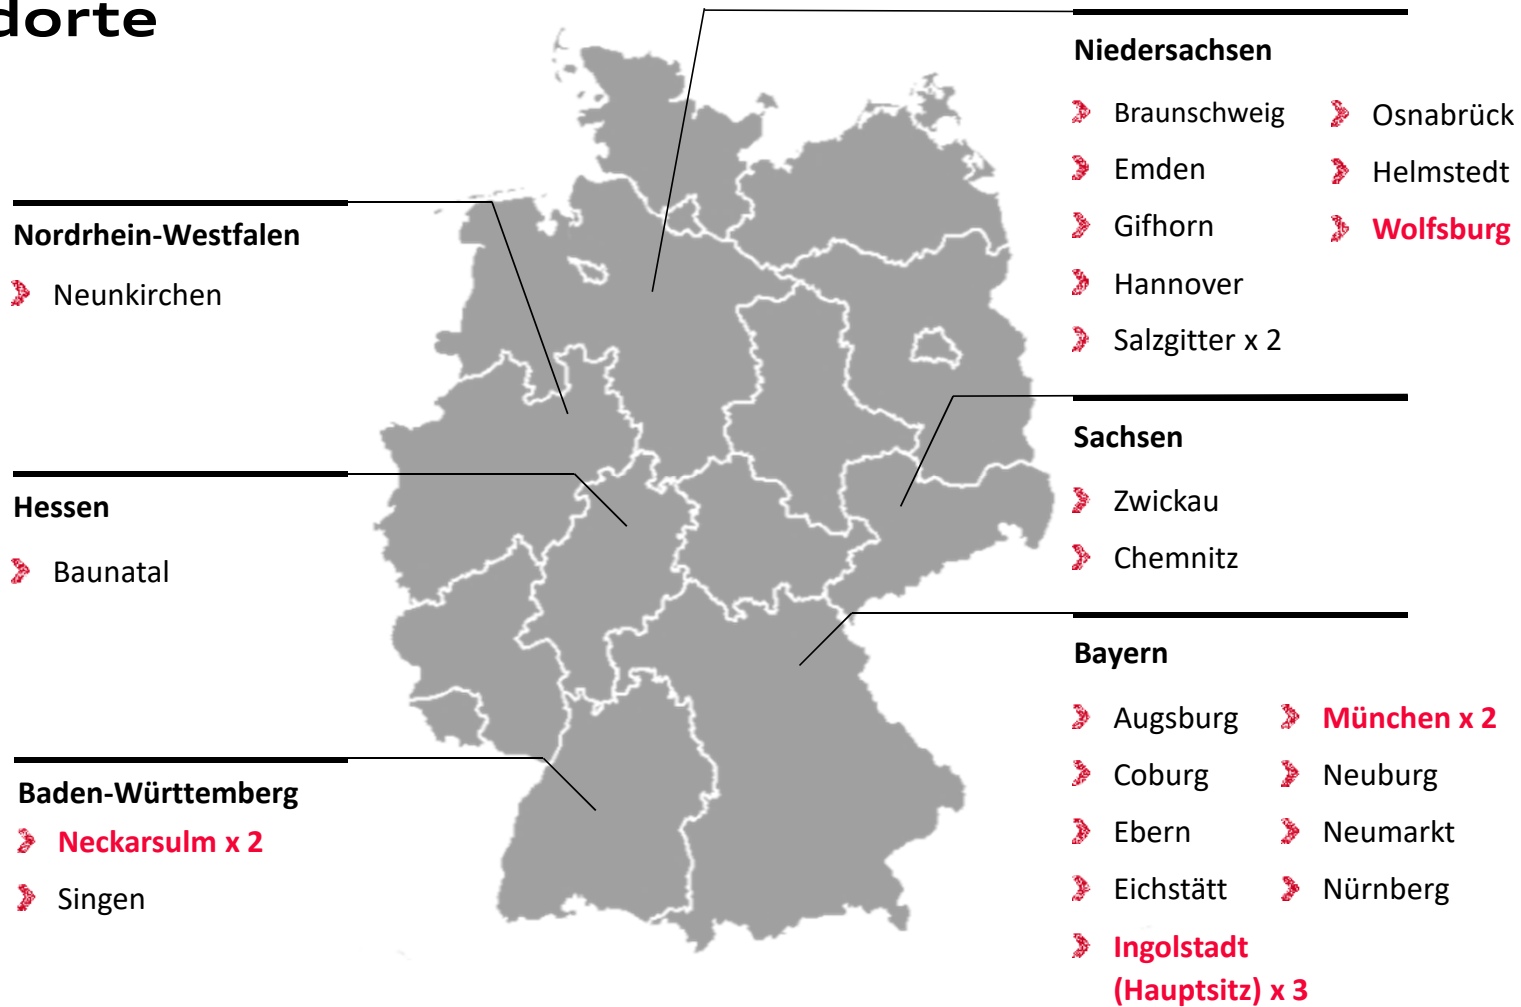 dorte
Nordrhein-Westfalen
Neunkirchen
Hessen
Baunatal
Baden-Württemberg
Neckarsulm x 2
Singen
Niedersachsen
Braunschweig
Emden
Gifhorn
Hannover
Salzgitter x 2
Osnabrück
Helmstedt
Wolfsburg
Sachsen
Zwickau
Chemnitz
Bayern
Augsburg
Coburg
Ebern
Eichstätt
Ingolstadt
(Hauptsitz) x 3
München x 2
Neuburg
Neumarkt
Nürnberg